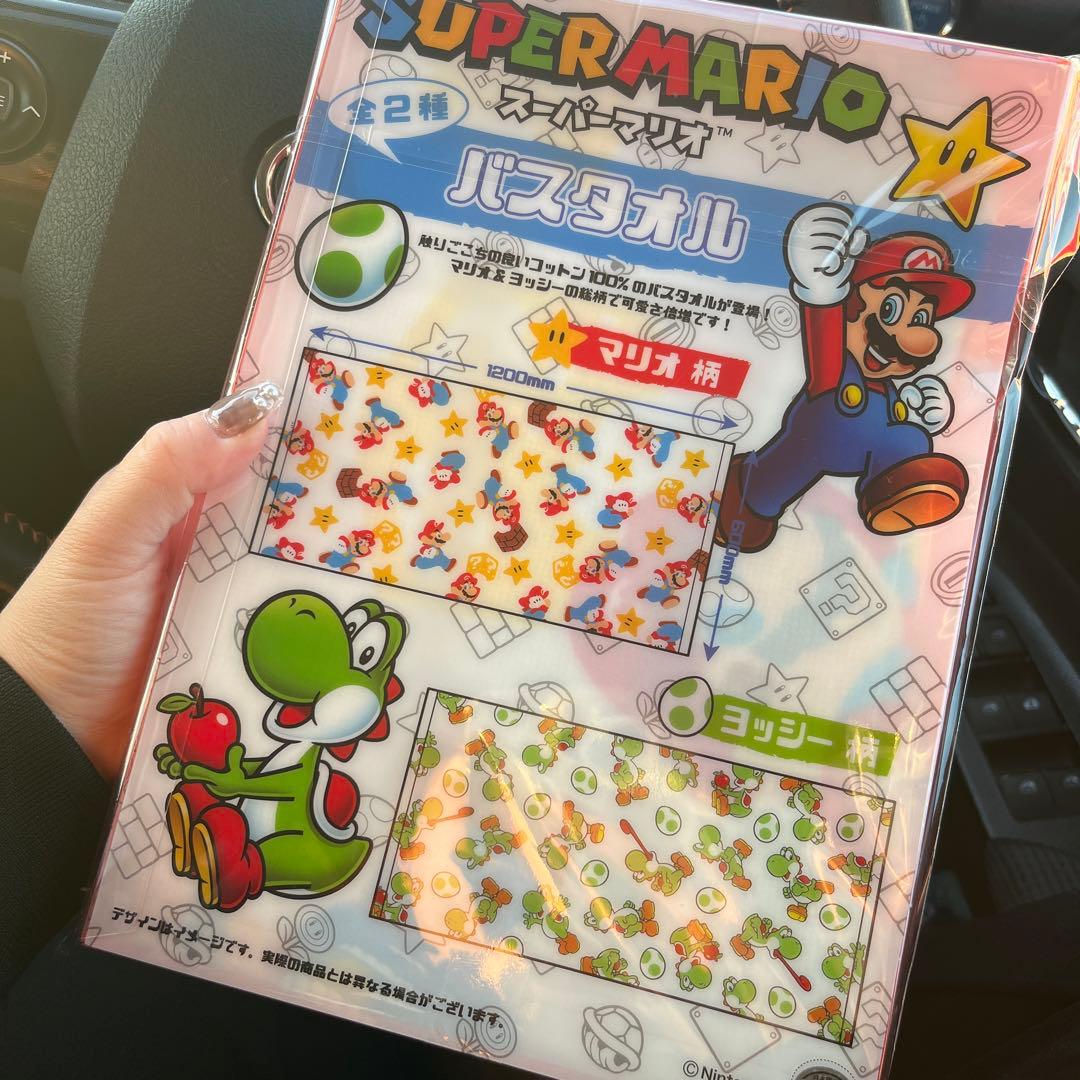 SUPER MARIO
スーパーマリオ™
全2種
バスタオル
触りごこちの良いコットン100%のバスタオルが登場！
マリオ＆ヨッシーの総柄で可愛さ倍増です！
マリオ 柄
1200mm
600mm
ヨッシー 柄
デザインはイメージです。実際の商品とは異なる場合がございます。
©